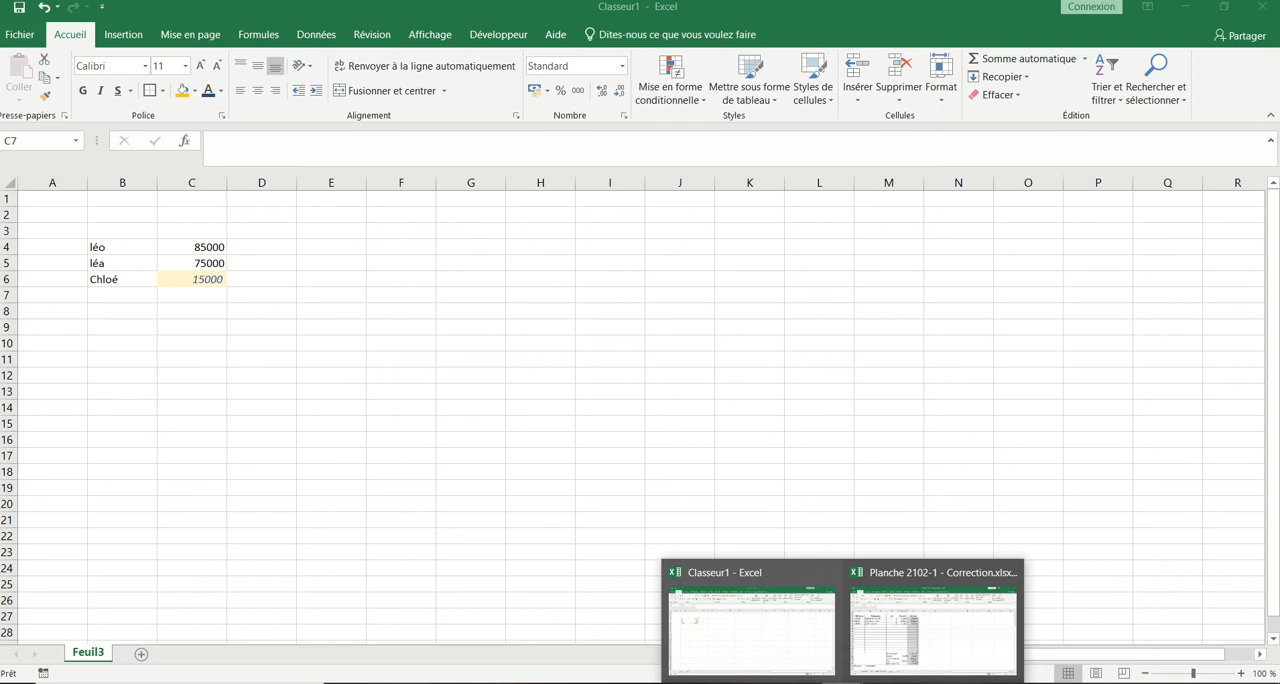 Classeur1 - Excel
Connexion
Fichier Accueil Insertion Mise en page Formules Données Révision Affichage Développeur Aide Dites-nous ce que vous voulez faire Partager
Coller
Calibri 11 A A
G I S A
Presse-papiers Police
Renvoyer à la ligne automatiquement
Fusionner et centrer
Alignement
Standard
% 000
Nombre
Mise en forme conditionnelle
Mettre sous forme de tableau
Styles de cellules
Styles
Insérer Supprimer Format
Cellules
Σ Somme automatique
Recopier
Effacer
Trier et filtrer
Rechercher et sélectionner
Édition
C7 fx
A B C D E F G H I J K L M N O P Q R
1
2
3
4 léo 85000
5 léa 75000
6 Chloé 15000
7
8
9
10
11
12
13
14
15
16
17
18
19
20
21
22
23
24
25
26
27
28
Classeur1 - Excel
Planche 2102-1 - Correction.xlsx...
Feuil3
Prêt
100 %